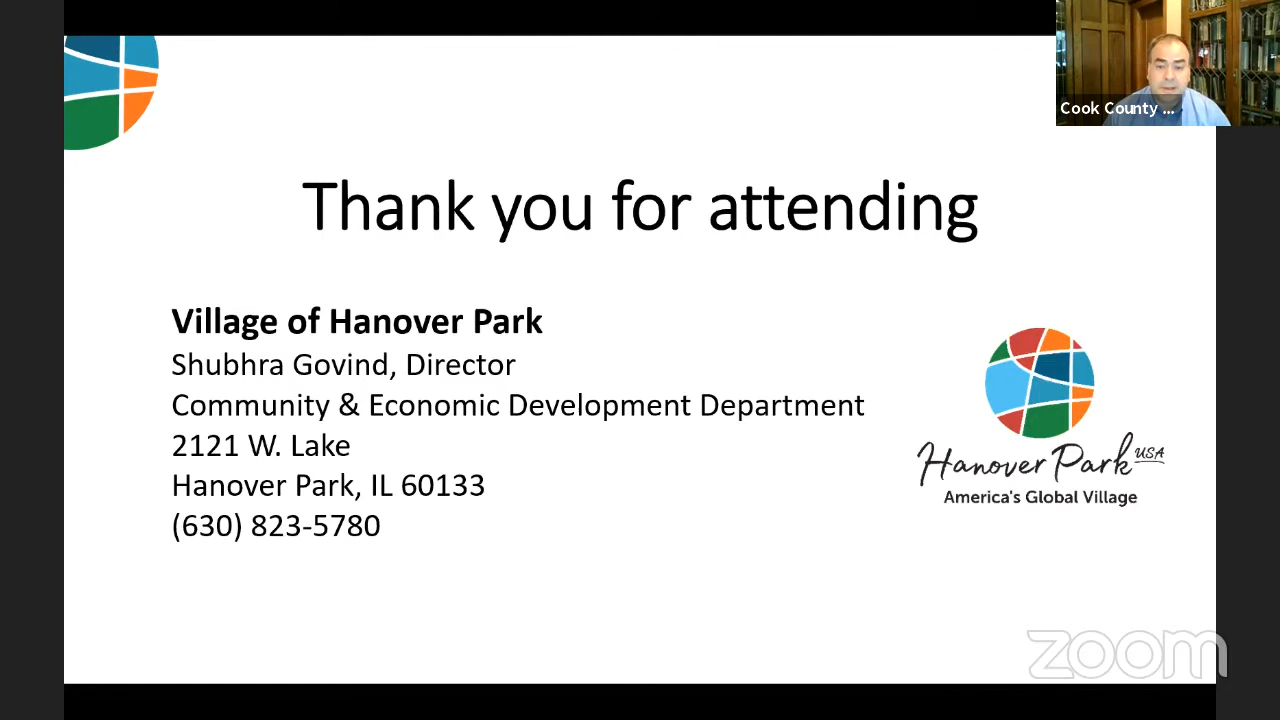 Cook County ...
Thank you for attending
Village of Hanover Park
Shubhra Govind, Director
Community & Economic Development Department
2121 W. Lake
Hanover Park, IL 60133
(630) 823-5780
Hanover Park USA
America's Global Village
zoom